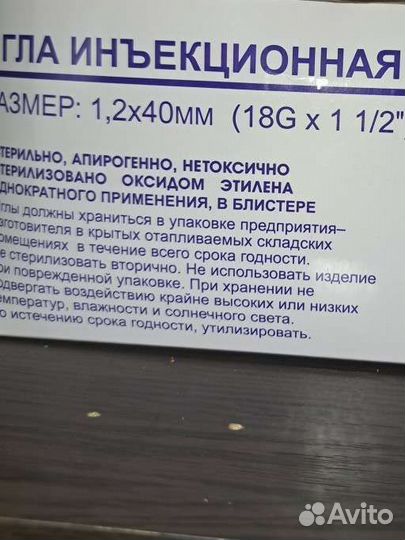 ГЛА ИНЪЕКЦИОННАЯ
АЗМЕР: 1,2х40мм (18G x 1 1/2")
ТЕРИЛЬНО, АПИРОГЕННО, НЕТОКСИЧНО
ТЕРИЛИЗОВАНО ОКСИДОМ ЭТИЛЕНА
ДНОКРАТНОГО ПРИМЕНЕНИЯ, В БЛИСТЕРЕ
глы должны храниться в упаковке предприятия–
зготовителя в крытых отапливаемых складских
омещениях в течение всего срока годности.
е стерилизовать вторично. Не использовать изделие
ри поврежденной упаковке. При хранении не
одвергать воздействию крайне высоких или низких
емператур, влажности и солнечного света.
о истечению срока годности, утилизировать.
Avito